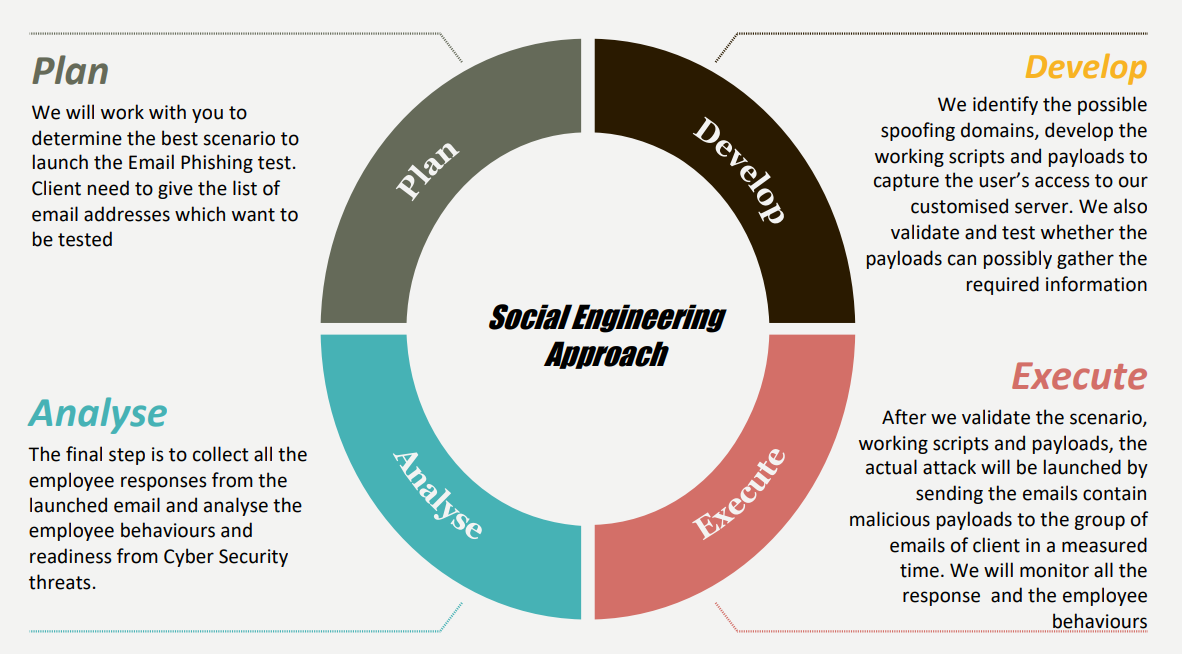 Plan
We will work with you to
determine the best scenario to
launch the Email Phishing test.
Client need to give the list of
email addresses which want to
be tested
Develop
We identify the possible
spoofing domains, develop the
working scripts and payloads to
capture the user’s access to our
customised server. We also
validate and test whether the
payloads can possibly gather the
required information
Plan
Develop
Social Engineering
Approach
Analyse
Execute
Analyse
The final step is to collect all the
employee responses from the
launched email and analyse the
employee behaviours and
readiness from Cyber Security
threats.
Execute
After we validate the scenario,
working scripts and payloads, the
actual attack will be launched by
sending the emails contain
malicious payloads to the group of
emails of client in a measured
time. We will monitor all the
response  and the employee
behaviours